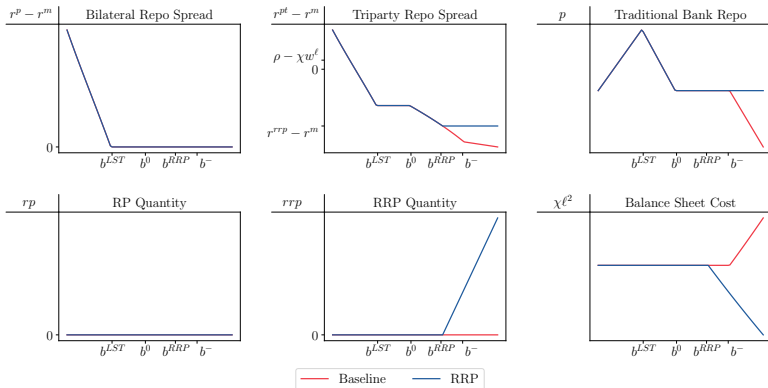 r^p − r^m Bilateral Repo Spread
0
b^{LST} b^0 b^{RRP} b^−
r^{pt} − r^m Triparty Repo Spread
ρ − χw^ℓ
0
r^{rrp} − r^m
b^{LST} b^0 b^{RRP} b^−
p Traditional Bank Repo
b^{LST} b^0 b^{RRP} b^−
rp RP Quantity
0
b^{LST} b^0 b^{RRP} b^−
rrp RRP Quantity
0
b^{LST} b^0 b^{RRP} b^−
χℓ^2 Balance Sheet Cost
b^{LST} b^0 b^{RRP} b^−
Baseline RRP